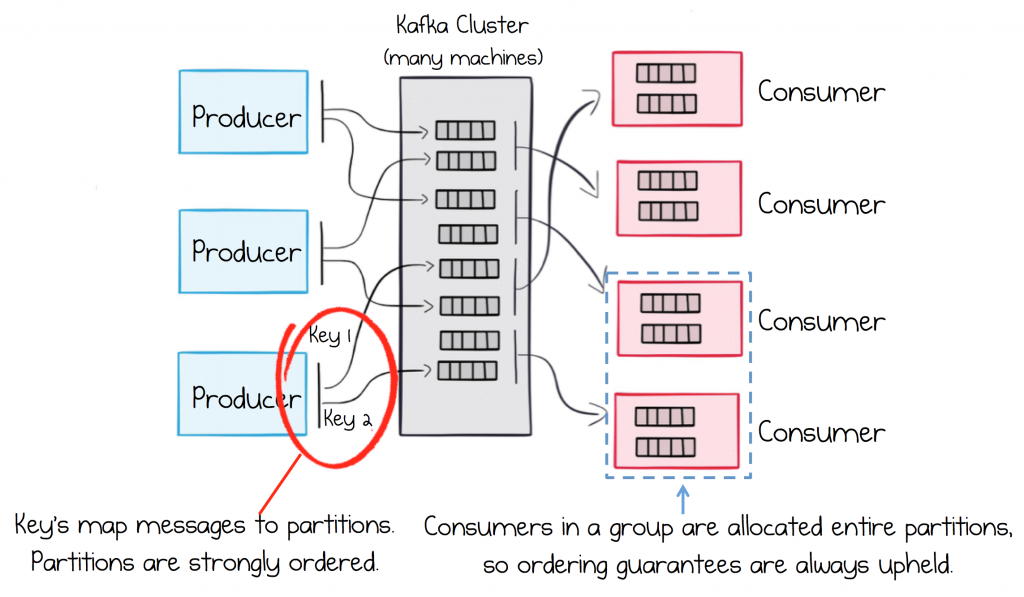 Kafka Cluster
(many machines)
Producer
Producer
Producer
Key 1
Key 2
Consumer
Consumer
Consumer
Consumer
Key's map messages to partitions.
Partitions are strongly ordered.
Consumers in a group are allocated entire partitions,
so ordering guarantees are always upheld.